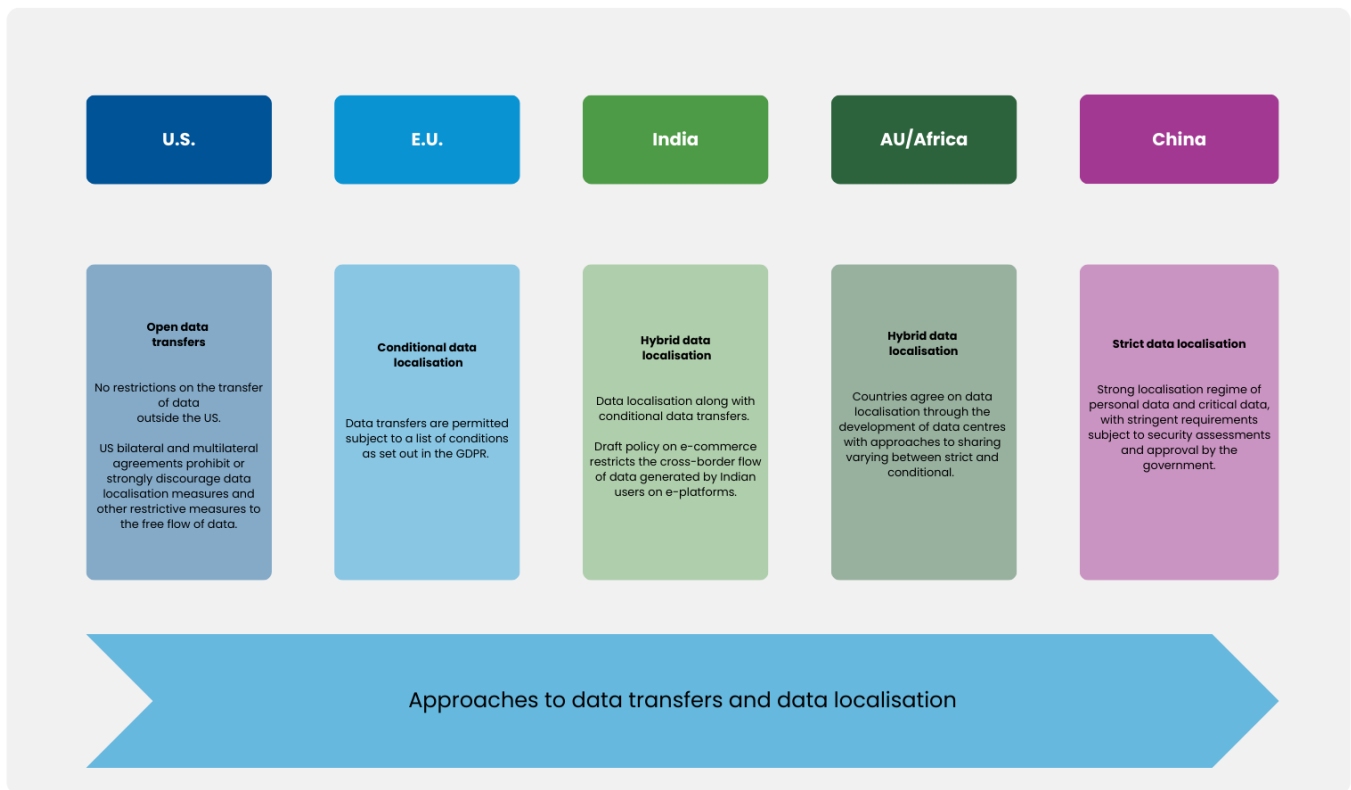 U.S.
E.U.
India
AU/Africa
China
Open data
transfers
No restrictions on the transfer
of data
outside the US.
US bilateral and multilateral
agreements prohibit or
strongly discourage data
localisation measures and
other restrictive measures to
the free flow of data.
Conditional data
localisation
Data transfers are permitted
subject to a list of conditions
as set out in the GDPR.
Hybrid data
localisation
Data localisation along with
conditional data transfers.
Draft policy on e-commerce
restricts the cross-border flow
of data generated by Indian
users on e-platforms.
Hybrid data
localisation
Countries agree on data
localisation through the
development of data centres
with approaches to sharing
varying between strict and
conditional.
Strict data localisation
Strong localisation regime of
personal data and critical data,
with stringent requirements
subject to security assessments
and approval by the
government.
Approaches to data transfers and data localisation